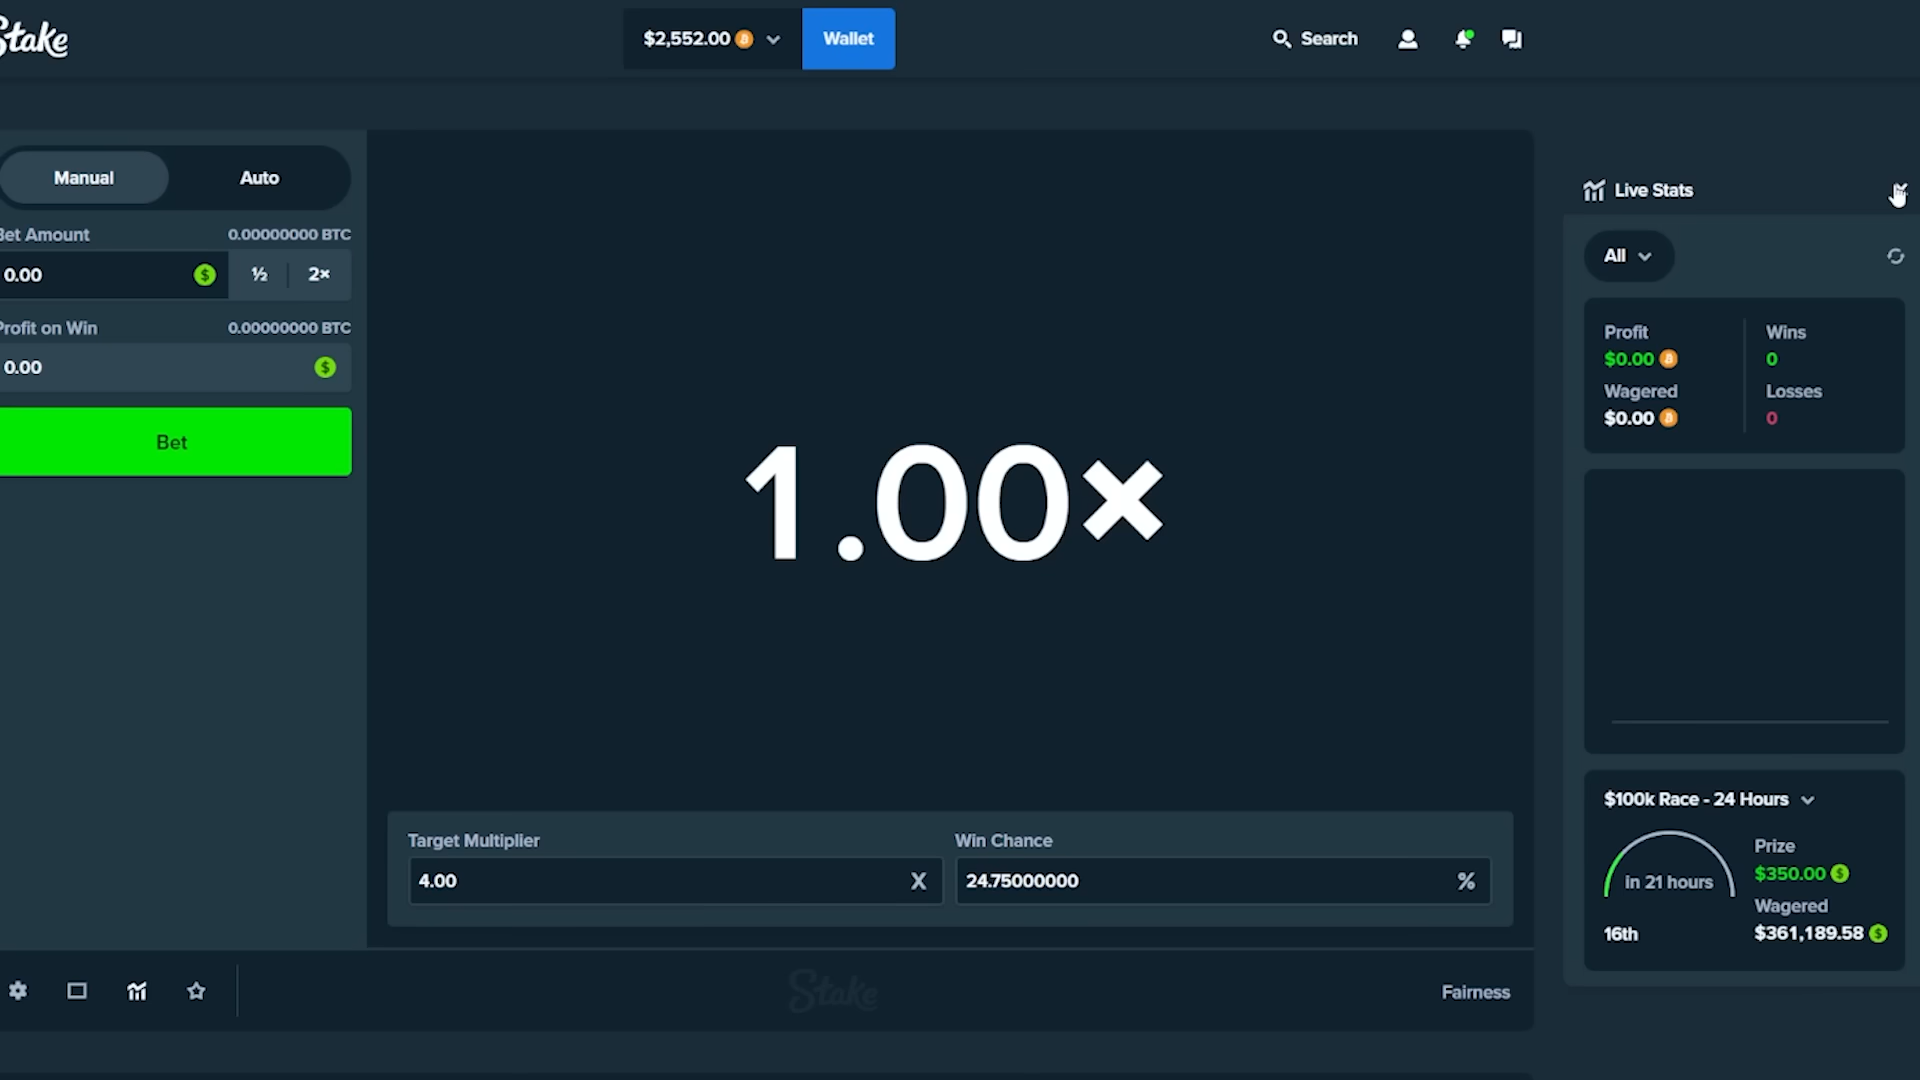 Stake
$2,552.00
Wallet
Search
Manual
Auto
Bet Amount
0.00000000 BTC
0.00
½
2×
Profit on Win
0.00000000 BTC
0.00
Bet
1.00×
Target Multiplier
4.00
X
Win Chance
24.75000000
%
Stake
Fairness
Live Stats
All
Profit
$0.00
Wins
0
Wagered
$0.00
Losses
0
$100k Race - 24 Hours
in 21 hours
16th
Prize
$350.00
Wagered
$361,189.58